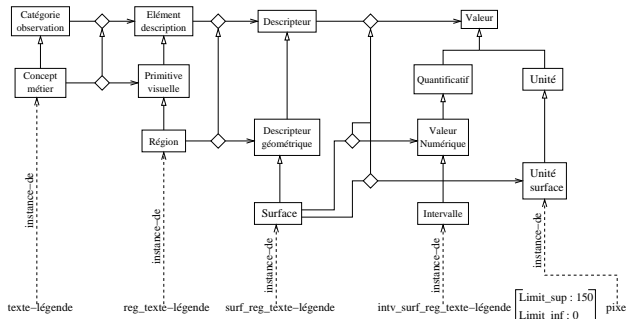 Catégorie
observation
Elément
description
Descripteur
Valeur
Concept
métier
Primitive
visuelle
Quantificatif
Unité
Région
Descripteur
géométrique
Valeur
Numérique
Unité
surface
Surface
Intervalle
instance−de
instance−de
instance−de
instance−de
instance−de
texte−légende
reg_texte−légende
surf_reg_texte−légende
intv_surf_reg_texte−légende
Limit_sup : 150
Limit_inf : 0
pixe